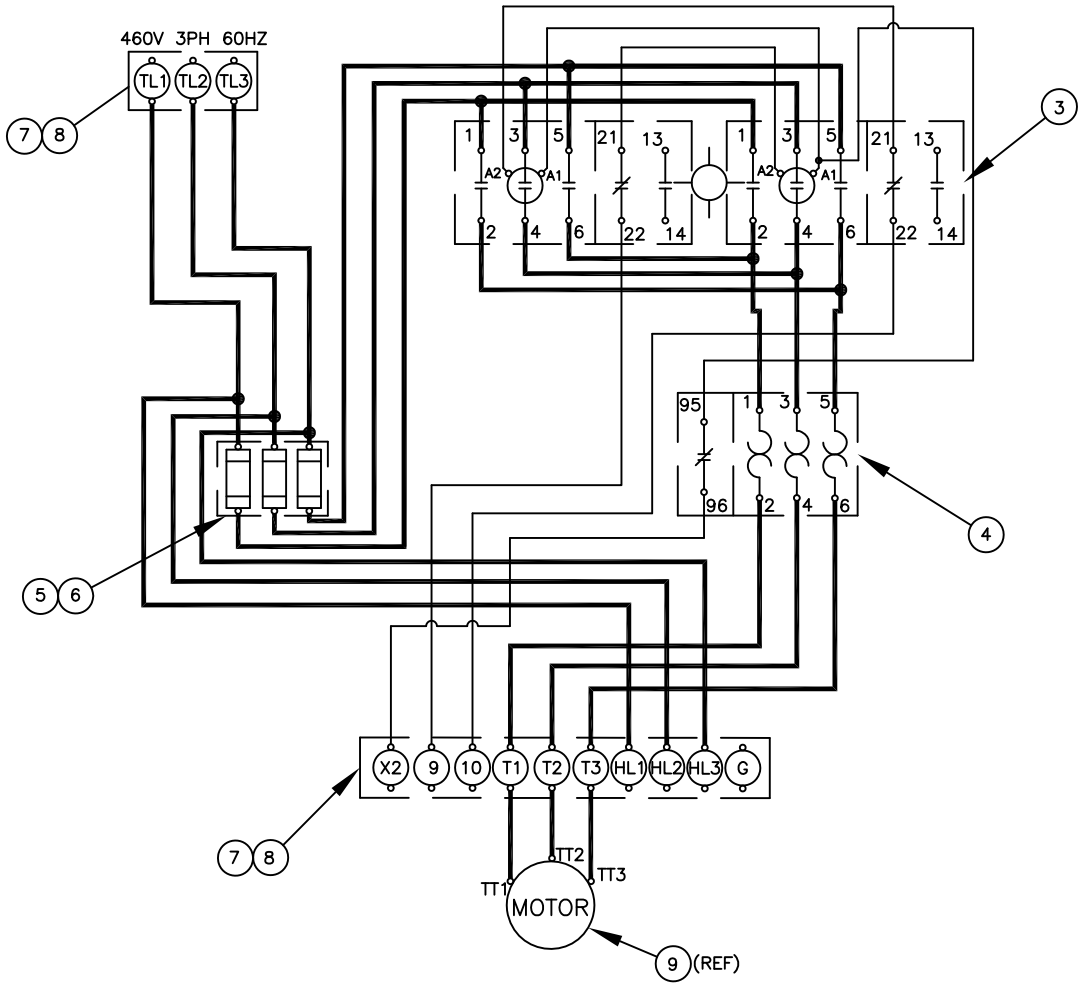 460V 3PH 60HZ
TL1 TL2 TL3
7 8
3
1 3 5 21 13 1 3 5 21 13
A2 A1 A2 A1
2 4 6 22 14 2 4 6 22 14
95 1 3 5
96 2 4 6
4
5 6
X2 9 10 T1 T2 T3 HL1 HL2 HL3 G
7 8
TT1 TT2 TT3
MOTOR
9 (REF)